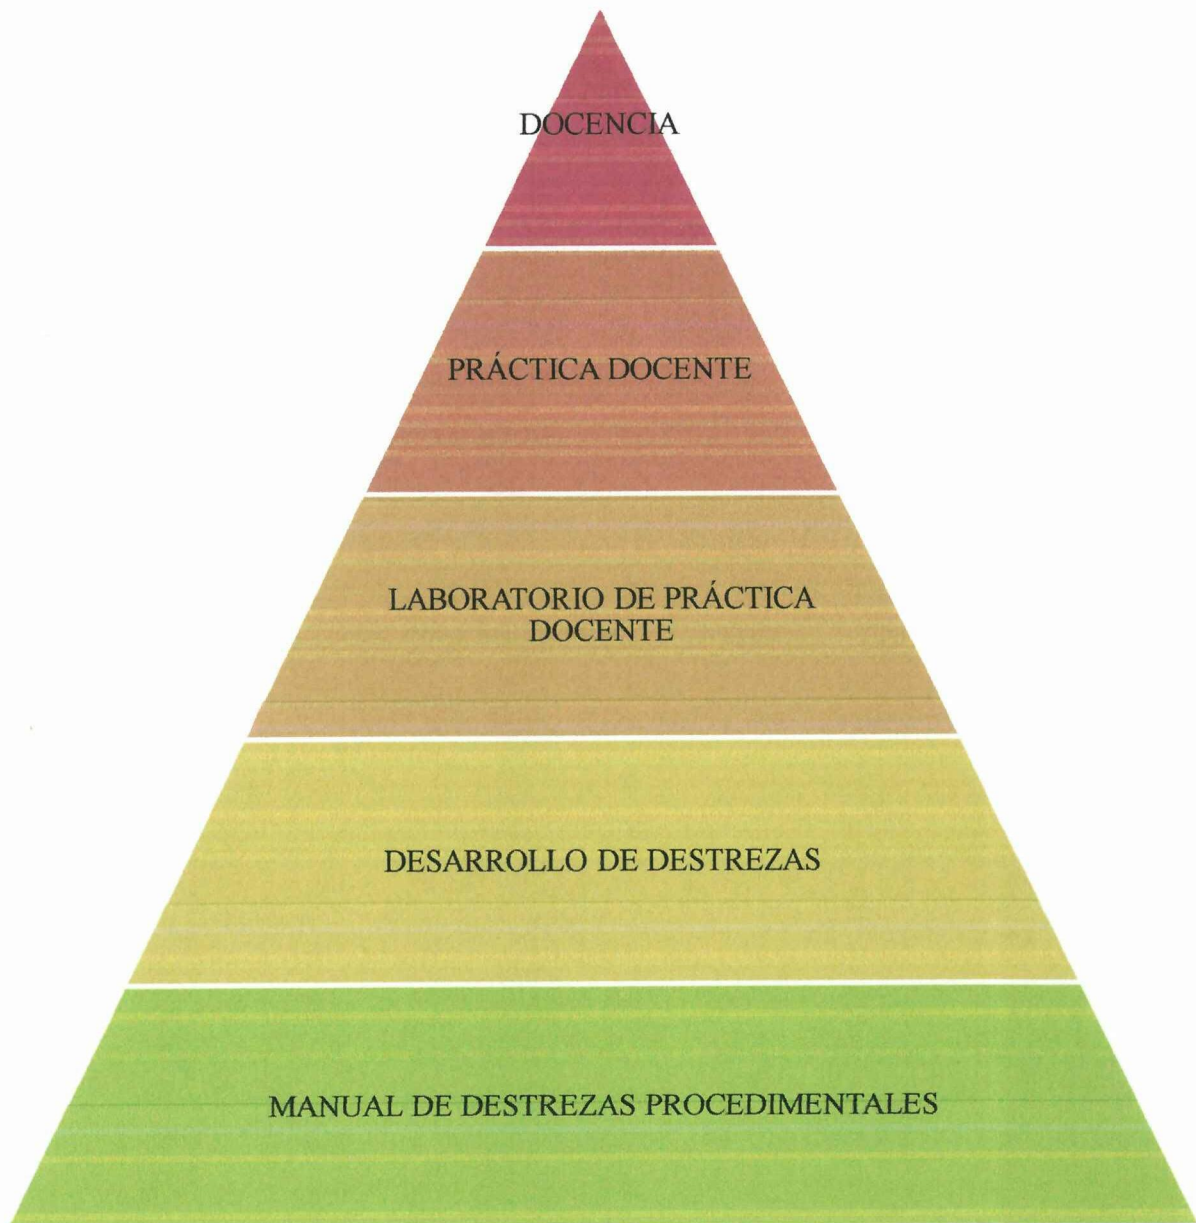 DOCENCIA
PRÁCTICA DOCENTE
LABORATORIO DE PRÁCTICA
DOCENTE
DESARROLLO DE DESTREZAS
MANUAL DE DESTREZAS PROCEDIMENTALES